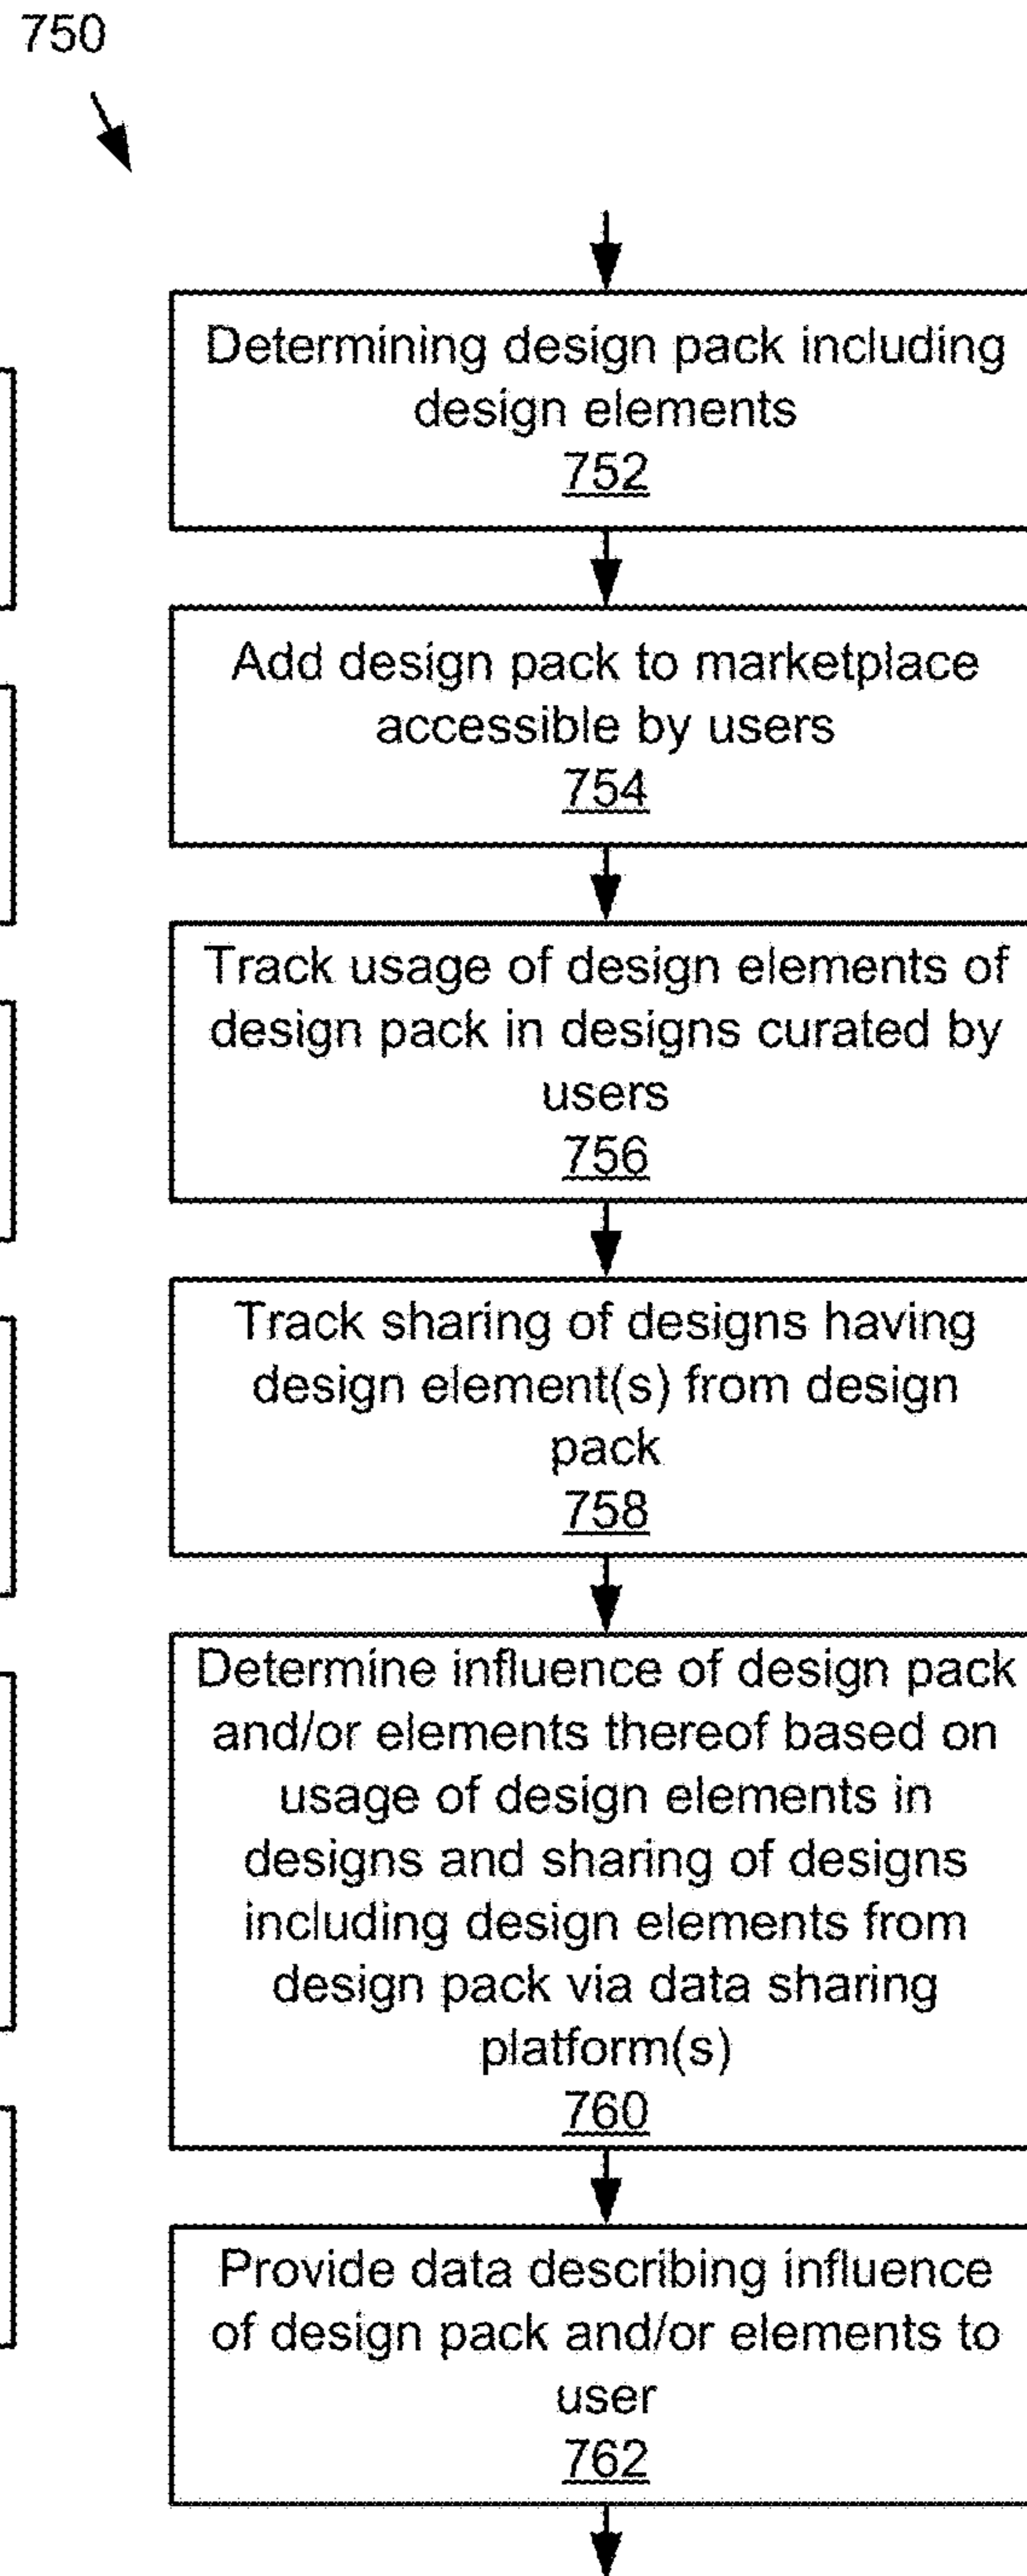 750
Determining design pack including
design elements
752
Add design pack to marketplace
accessible by users
754
Track usage of design elements of
design pack in designs curated by
users
756
Track sharing of designs having
design element(s) from design
pack
758
Determine influence of design pack
and/or elements thereof based on
usage of design elements in
designs and sharing of designs
including design elements from
design pack via data sharing
platform(s)
760
Provide data describing influence
of design pack and/or elements to
user
762